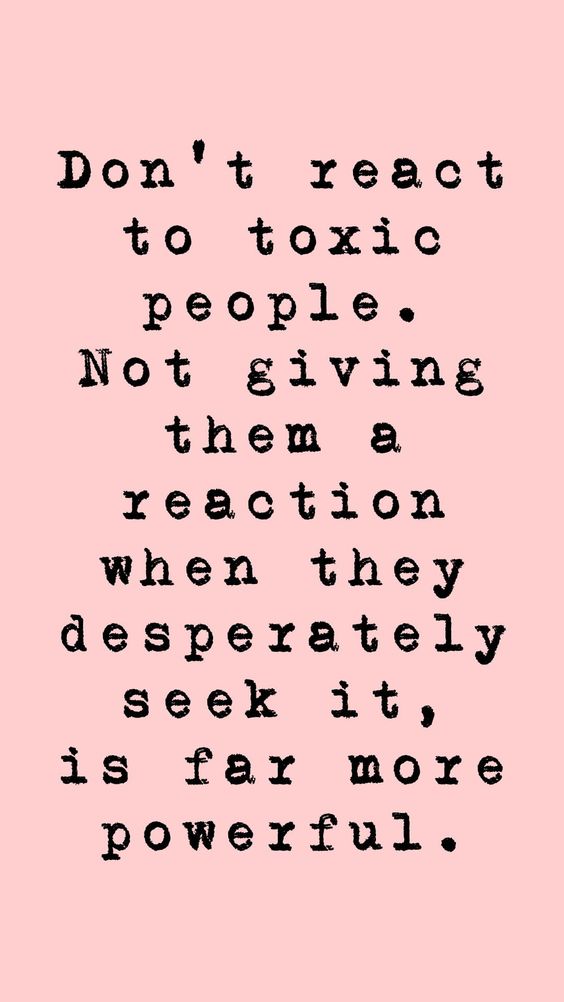 Don't react
to toxic
people.
Not giving
them a
reaction
when they
desperately
seek it,
is far more
powerful.